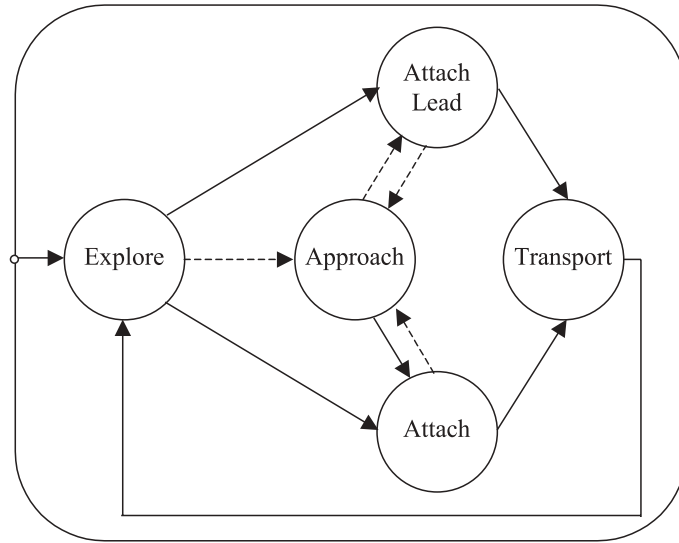 Attach
Lead
Explore
Approach
Transport
Attach